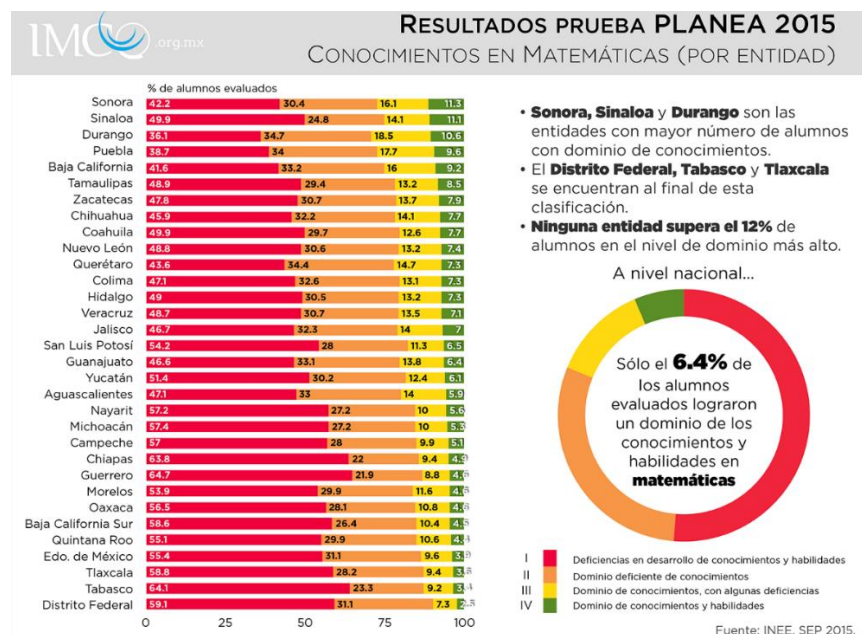 IMCO .org.mx
RESULTADOS PRUEBA PLANEA 2015
CONOCIMIENTOS EN MATEMÁTICAS (POR ENTIDAD)
% de alumnos evaluados
Sonora 42.2 30.4 16.1 11.3
Sinaloa 49.9 24.8 14.1 11.1
Durango 36.1 34.7 18.5 10.6
Puebla 38.7 34 17.7 9.6
Baja California 41.6 33.2 16 9.2
Tamaulipas 48.9 29.4 13.2 8.5
Zacatecas 47.8 30.7 13.7 7.9
Chihuahua 45.9 32.2 14.1 7.7
Coahuila 49.9 29.7 12.6 7.7
Nuevo León 48.8 30.6 13.2 7.4
Querétaro 43.6 34.4 14.7 7.3
Colima 47.1 32.6 13.1 7.3
Hidalgo 49 30.5 13.2 7.3
Veracruz 48.7 30.7 13.5 7.1
Jalisco 46.7 32.3 14 7
San Luis Potosí 54.2 28 11.3 6.5
Guanajuato 46.6 33.1 13.8 6.4
Yucatán 51.4 30.2 12.4 6.1
Aguascalientes 47.1 33 14 5.9
Nayarit 57.2 27.2 10 5.6
Michoacán 57.4 27.2 10 5.3
Campeche 57 28 9.9 5.1
Chiapas 63.8 22 9.4
Guerrero 64.7 21.9 8.8
Morelos 53.9 29.9 11.6
Oaxaca 56.5 28.1 10.8
Baja California Sur 58.6 26.4 10.4
Quintana Roo 55.1 29.9 10.6
Edo. de México 55.4 31.1 9.6
Tlaxcala 58.8 28.2 9.4
Tabasco 64.1 23.3 9.2
Distrito Federal 59.1 31.1 7.3
0 25 50 75 100
• Sonora, Sinaloa y Durango son las
entidades con mayor número de alumnos
con dominio de conocimientos.
• El Distrito Federal, Tabasco y Tlaxcala
se encuentran al final de esta
clasificación.
• Ninguna entidad supera el 12% de
alumnos en el nivel de dominio más alto.
A nivel nacional...
Sólo el 6.4% de
los alumnos
evaluados lograron
un dominio de los
conocimientos y
habilidades en
matemáticas
I Deficiencias en desarrollo de conocimientos y habilidades
II Dominio deficiente de conocimientos
III Dominio de conocimientos, con algunas deficiencias
IV Dominio de conocimientos y habilidades
Fuente: INEE, SEP 2015.